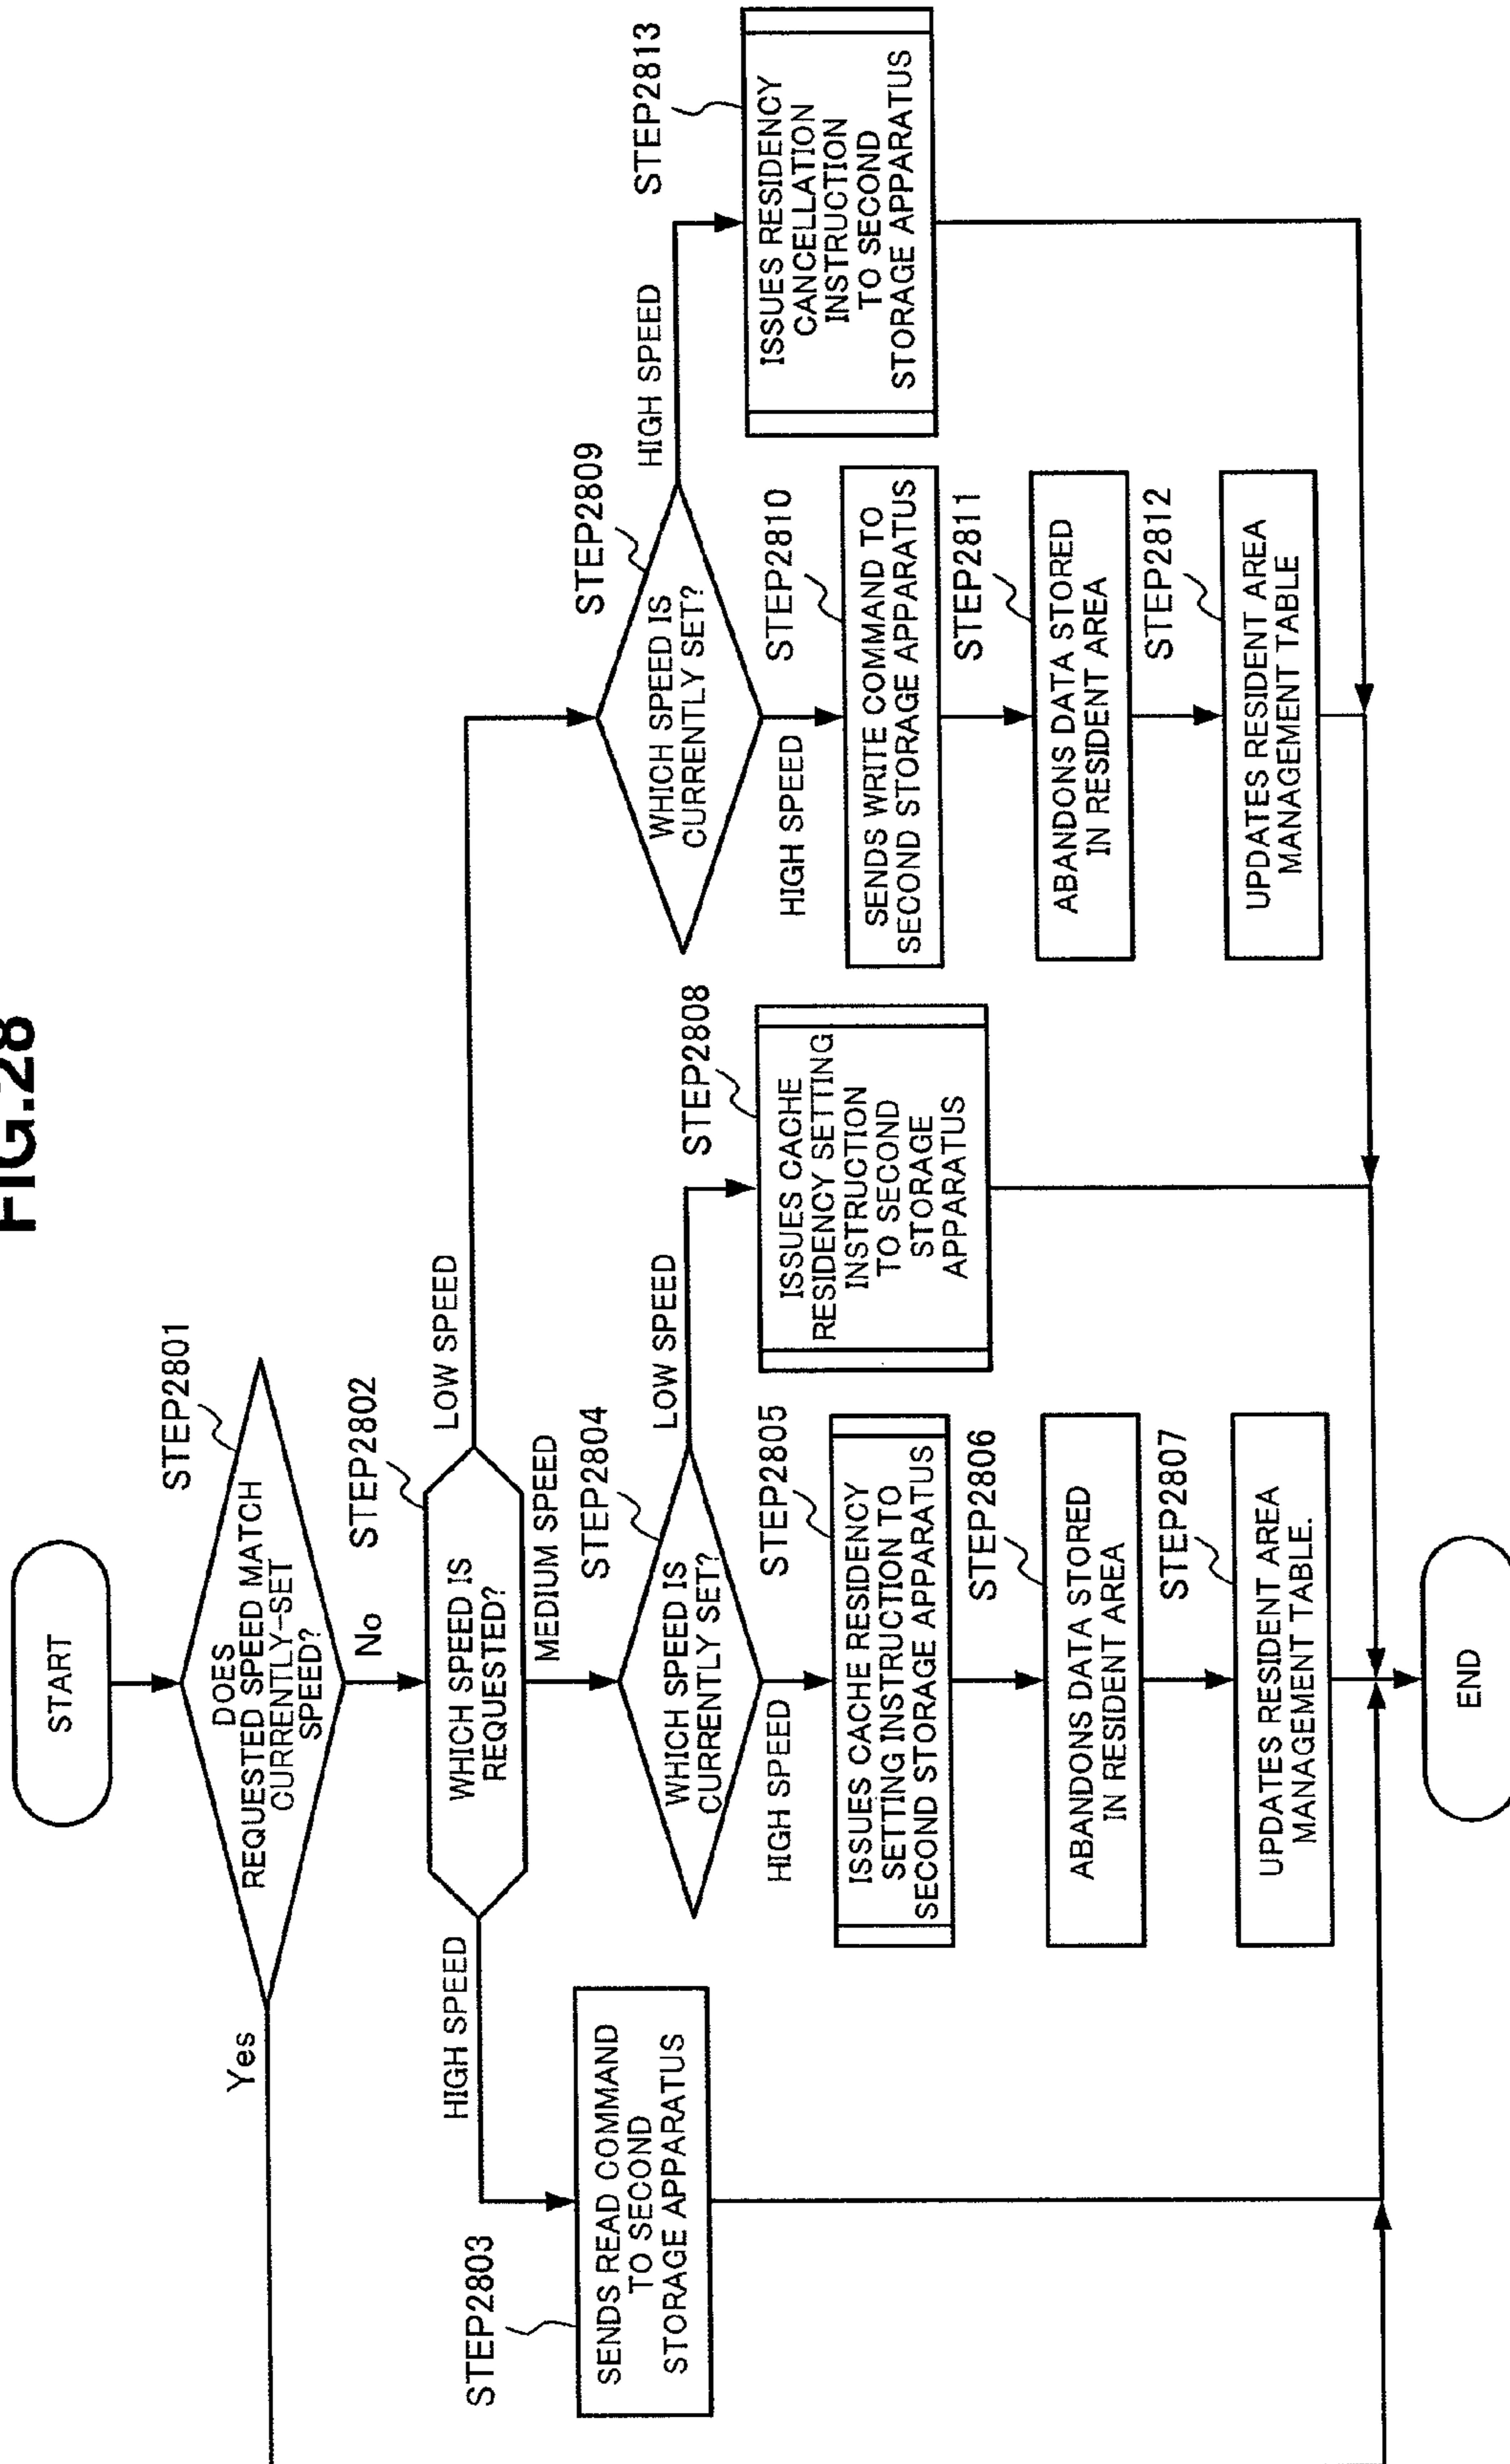 FIG.28
START
STEP2801
DOES
REQUESTED SPEED MATCH
CURRENTLY-SET
SPEED?
Yes
No
STEP2802
WHICH SPEED IS
REQUESTED?
HIGH SPEED
MEDIUM SPEED
LOW SPEED
STEP2803
SENDS READ COMMAND
TO SECOND
STORAGE APPARATUS
STEP2804
WHICH SPEED IS
CURRENTLY SET?
HIGH SPEED
LOW SPEED
STEP2805
ISSUES CACHE RESIDENCY
SETTING INSTRUCTION TO
SECOND STORAGE APPARATUS
STEP2806
ABANDONS DATA STORED
IN RESIDENT AREA
STEP2807
UPDATES RESIDENT AREA
MANAGEMENT TABLE.
STEP2808
ISSUES CACHE
RESIDENCY SETTING
INSTRUCTION
TO SECOND
STORAGE
APPARATUS
STEP2809
WHICH SPEED IS
CURRENTLY SET?
HIGH SPEED
HIGH SPEED
STEP2810
SENDS WRITE COMMAND TO
SECOND STORAGE APPARATUS
STEP2811
ABANDONS DATA STORED
IN RESIDENT AREA
STEP2812
UPDATES RESIDENT AREA
MANAGEMENT TABLE
STEP2813
ISSUES RESIDENCY
CANCELLATION
INSTRUCTION
TO SECOND
STORAGE APPARATUS
END